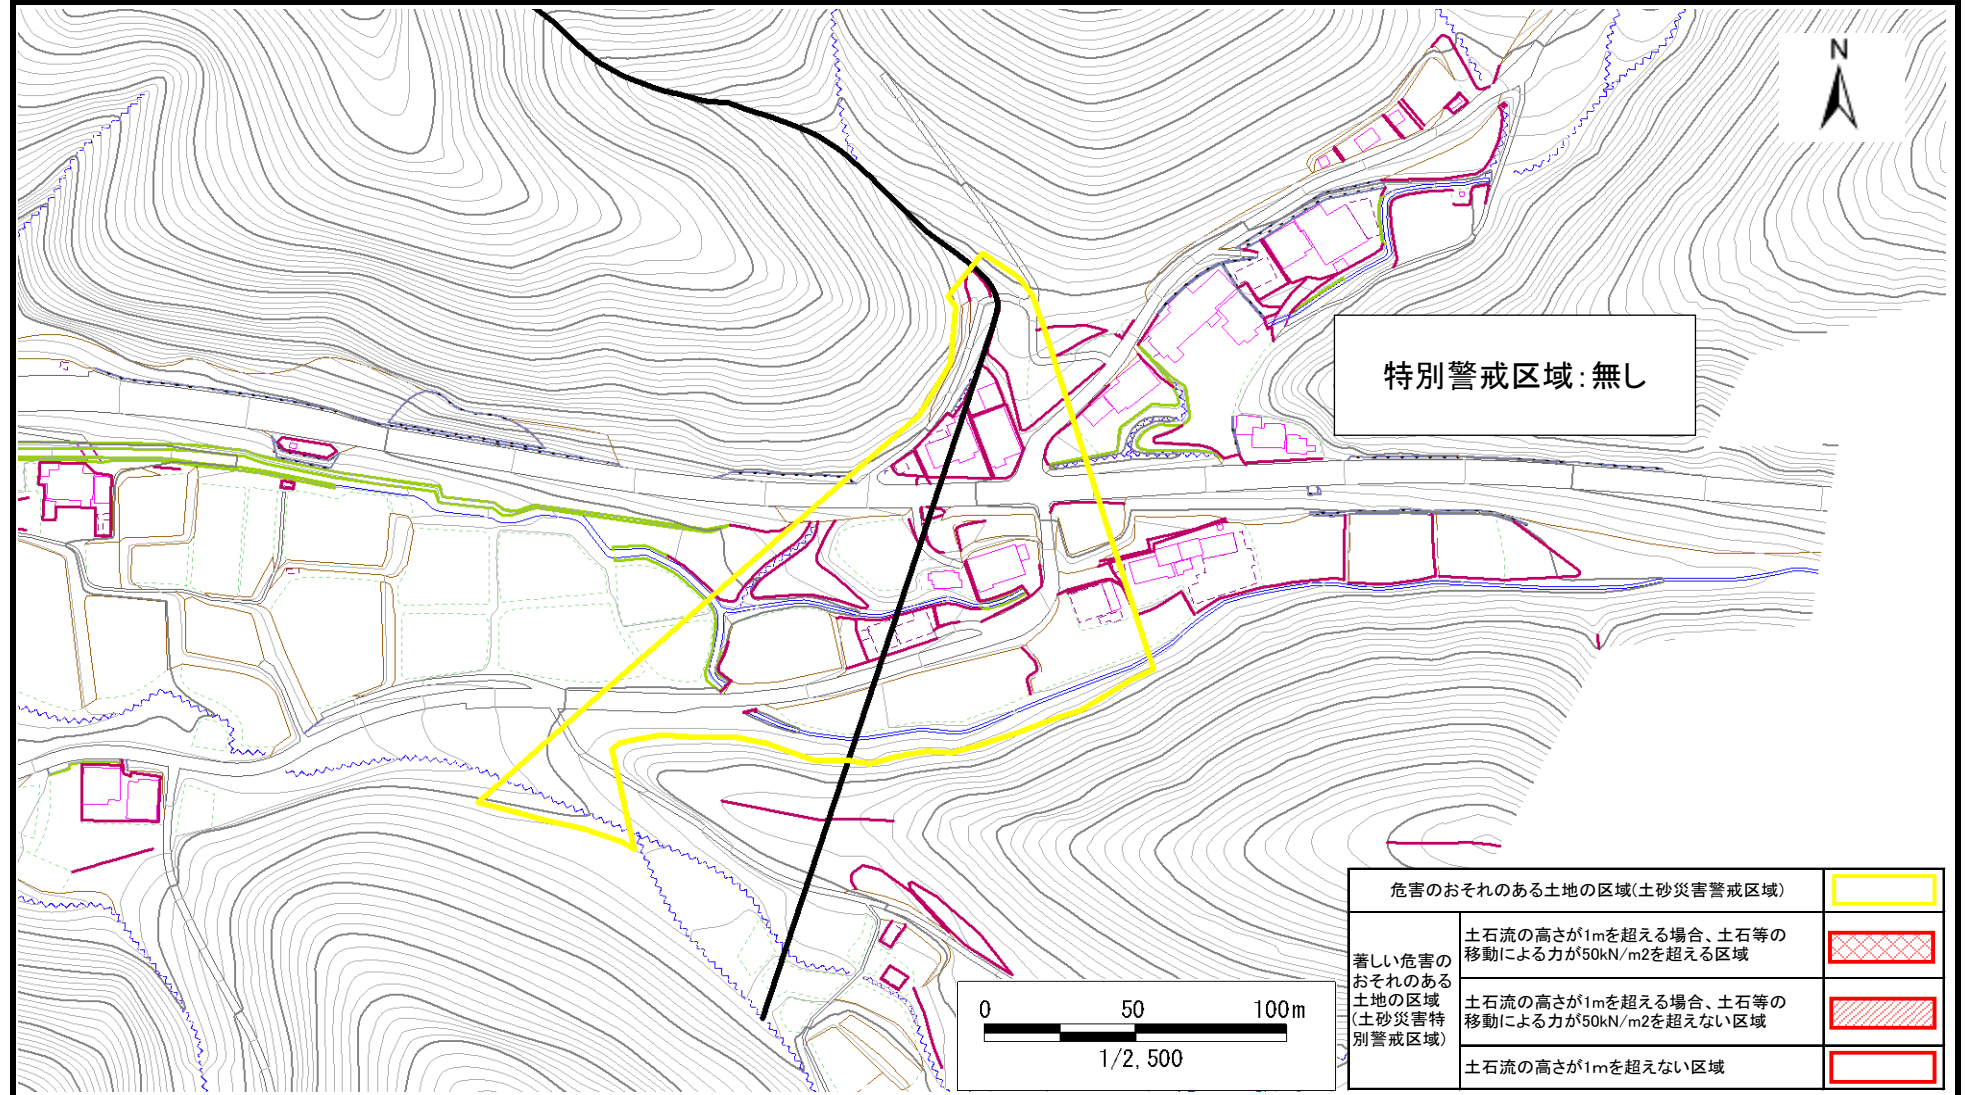 N
特別警戒区域:無し
危害のおそれのある土地の区域(土砂災害警戒区域)
著しい危害の
おそれのある
土地の区域
(土砂災害特
別警戒区域)
土石流の高さが1mを超える場合、土石等の
移動による力が50kN/m2を超える区域
土石流の高さが1mを超える場合、土石等の
移動による力が50kN/m2を超えない区域
土石流の高さが1mを超えない区域
0 50 100m
1/2,500